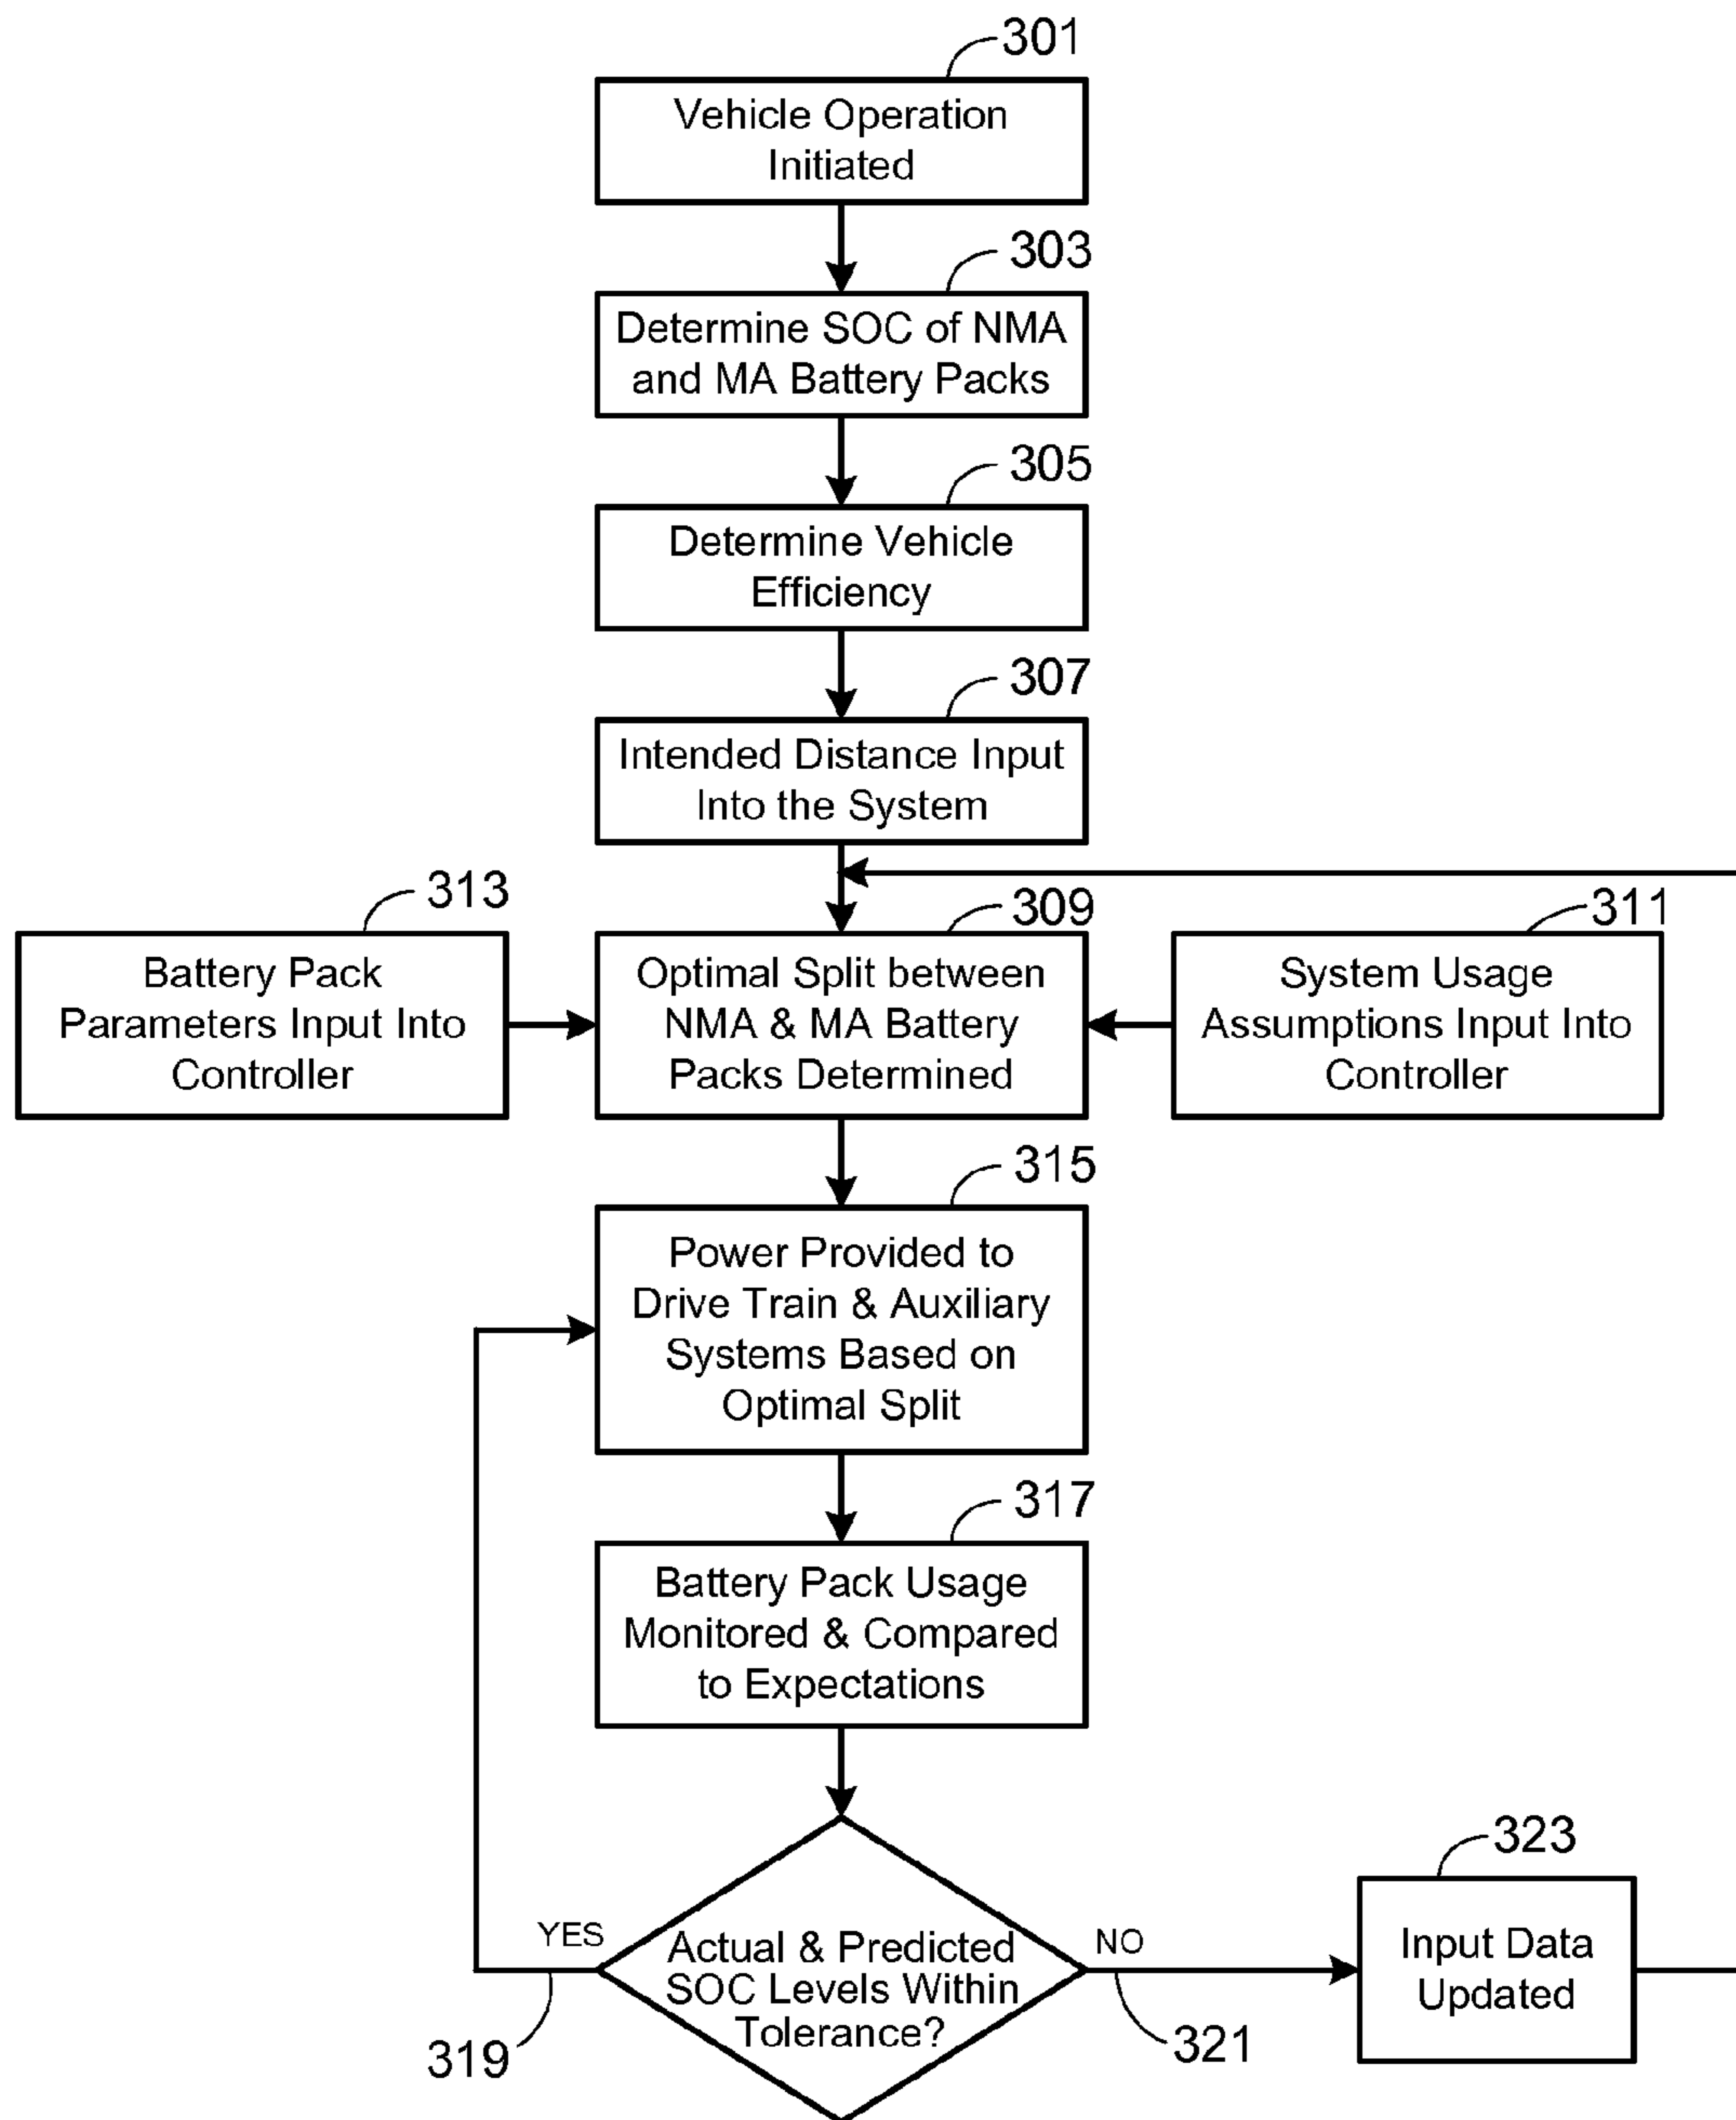 301
Vehicle Operation
Initiated
303
Determine SOC of NMA
and MA Battery Packs
305
Determine Vehicle
Efficiency
307
Intended Distance Input
Into the System
313
Battery Pack
Parameters Input Into
Controller
309
Optimal Split between
NMA & MA Battery
Packs Determined
311
System Usage
Assumptions Input Into
Controller
315
Power Provided to
Drive Train & Auxiliary
Systems Based on
Optimal Split
317
Battery Pack Usage
Monitored & Compared
to Expectations
YES
319
Actual & Predicted
SOC Levels Within
Tolerance?
NO
321
323
Input Data
Updated